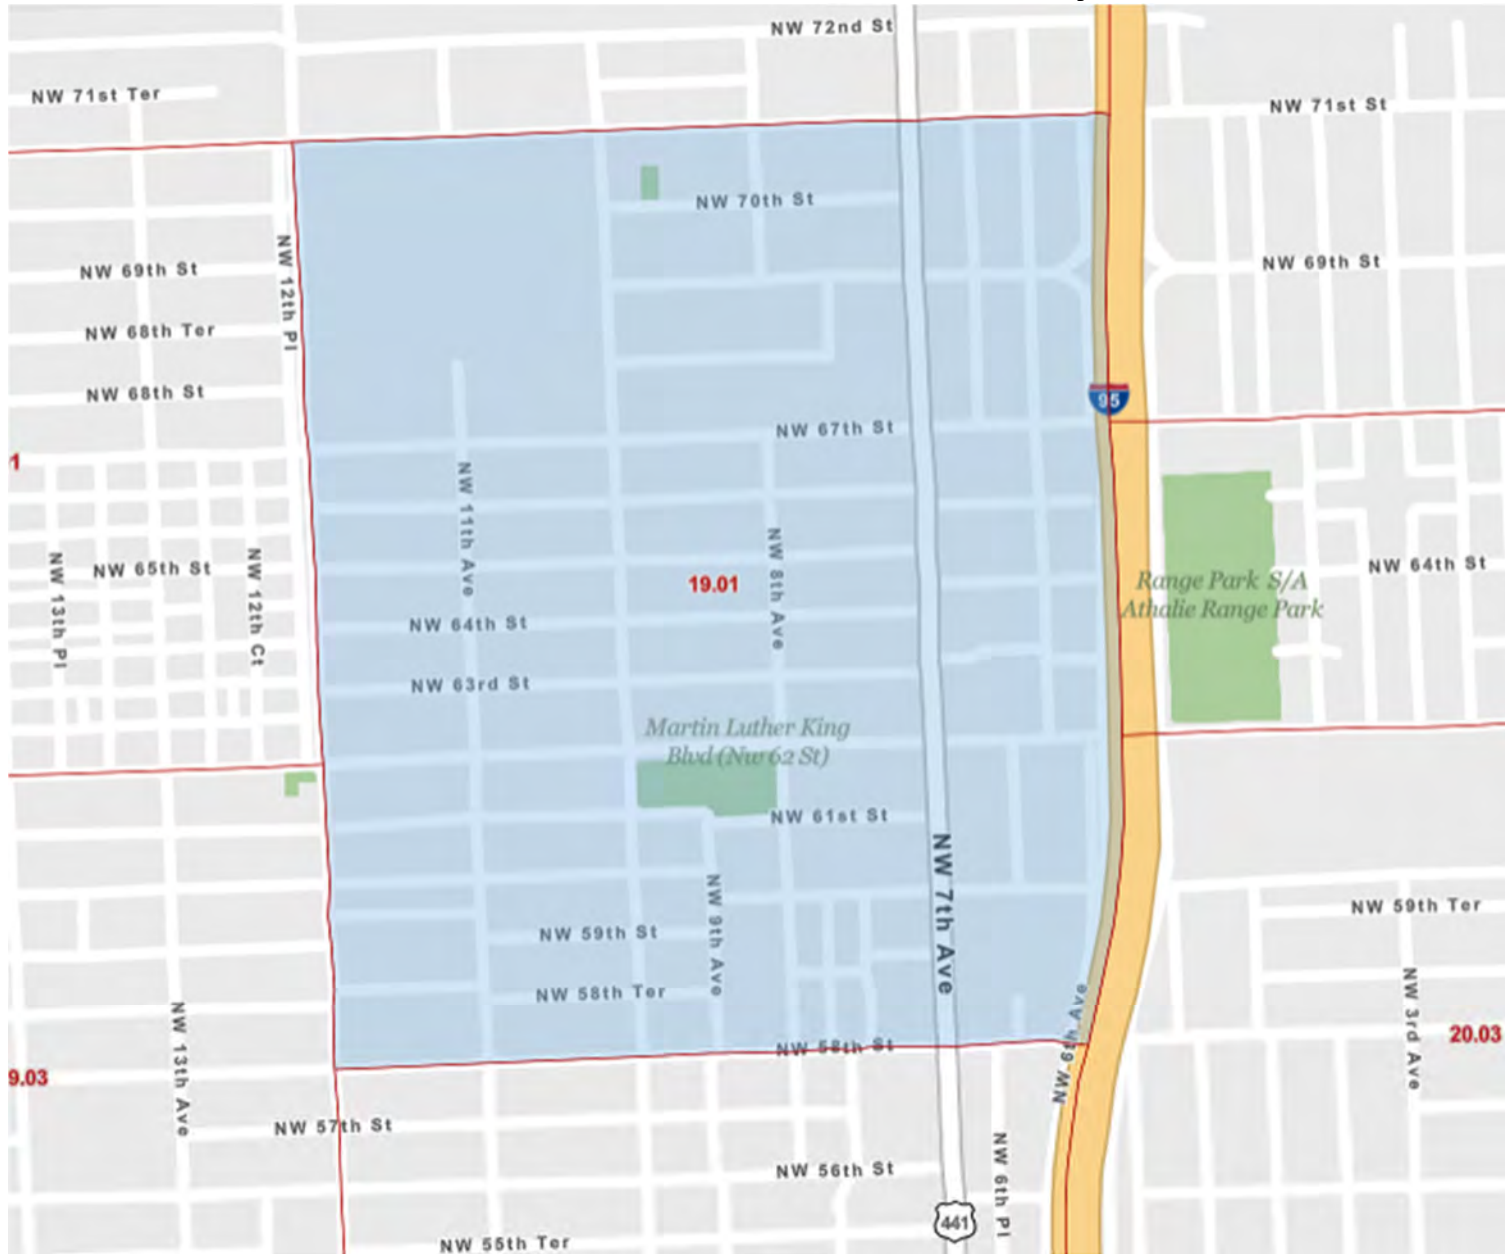 NW 72nd St
NW 71st Ter
NW 71st St
NW 70th St
NW 69th St
NW 12th Pl
NW 69th St
NW 68th Ter
NW 68th St
95
NW 67th St
1
NW 11th Ave
NW 8th Ave
NW 13th Pl
NW 65th St
NW 12th Ct
19.01
NW 64th St
Range Park S/A
Athalie Range Park
NW 64th St
NW 63rd St
Martin Luther King
Blvd (Nw 62 St)
NW 61st St
NW 7th Ave
NW 9th Ave
NW 59th St
NW 59th Ter
NW 58th Ter
NW 3rd Ave
NW 6th Ave
NW 13th Ave
NW 58th St
20.03
9.03
NW 57th St
NW 56th St
NW 6th Pl
441
NW 55th Ter